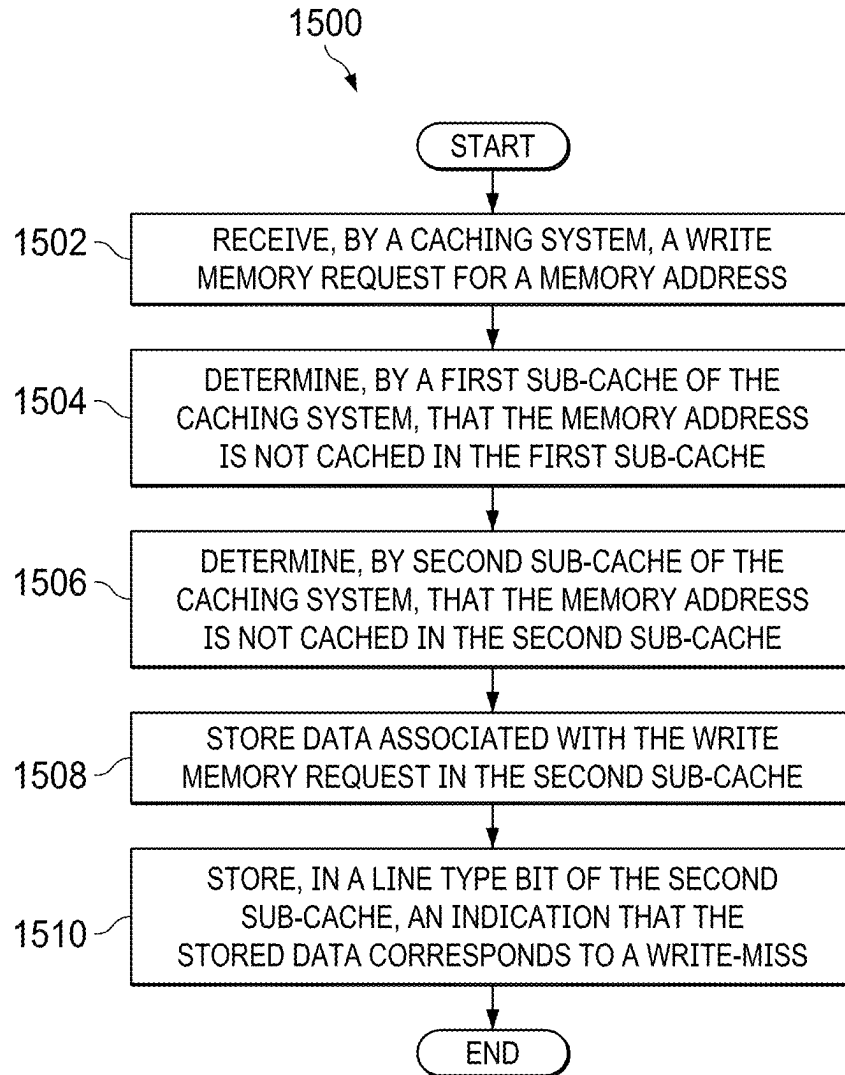 1500
START
1502
RECEIVE, BY A CACHING SYSTEM, A WRITE
MEMORY REQUEST FOR A MEMORY ADDRESS
1504
DETERMINE, BY A FIRST SUB-CACHE OF THE
CACHING SYSTEM, THAT THE MEMORY ADDRESS
IS NOT CACHED IN THE FIRST SUB-CACHE
1506
DETERMINE, BY SECOND SUB-CACHE OF THE
CACHING SYSTEM, THAT THE MEMORY ADDRESS
IS NOT CACHED IN THE SECOND SUB-CACHE
1508
STORE DATA ASSOCIATED WITH THE WRITE
MEMORY REQUEST IN THE SECOND SUB-CACHE
1510
STORE, IN A LINE TYPE BIT OF THE SECOND
SUB-CACHE, AN INDICATION THAT THE
STORED DATA CORRESPONDS TO A WRITE-MISS
END